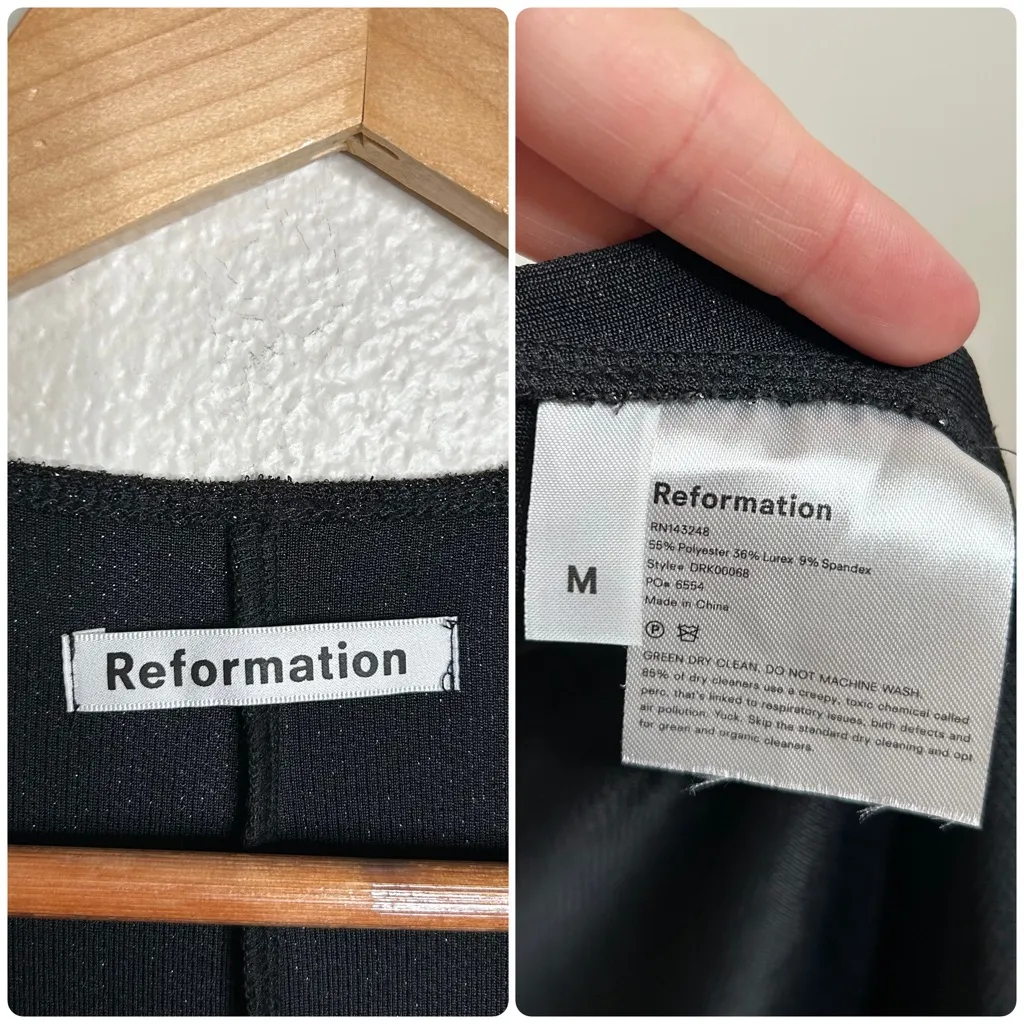 Reformation
Reformation
RN143248
55% Polyester 36% Lurex 9% Spandex
Style# DRK00068
PO# 6554
Made in China
M
P
GREEN DRY CLEAN. DO NOT MACHINE WASH.
85% of dry cleaners use a creepy, toxic chemical called
perc, that's linked to respiratory issues, birth defects and
air pollution. Yuck. Skip the standard dry cleaning and opt
for green and organic cleaners.